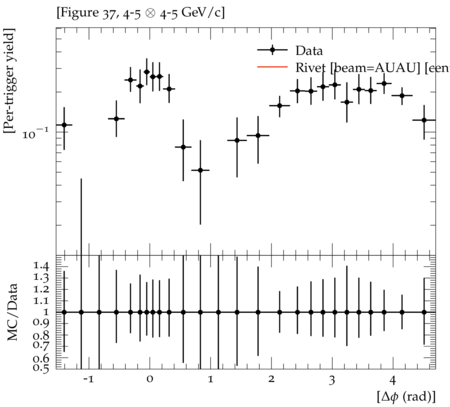 [Figure 37, 4-5 ⊗ 4-5 GeV/c]
Data
Rivet [beam=AUAU] [cen
[Per-trigger yield]
10⁻¹
MC/Data
1.4
1.3
1.2
1.1
1
0.9
0.8
0.7
0.6
0.5
-1 0 1 2 3 4
[Δϕ (rad)]